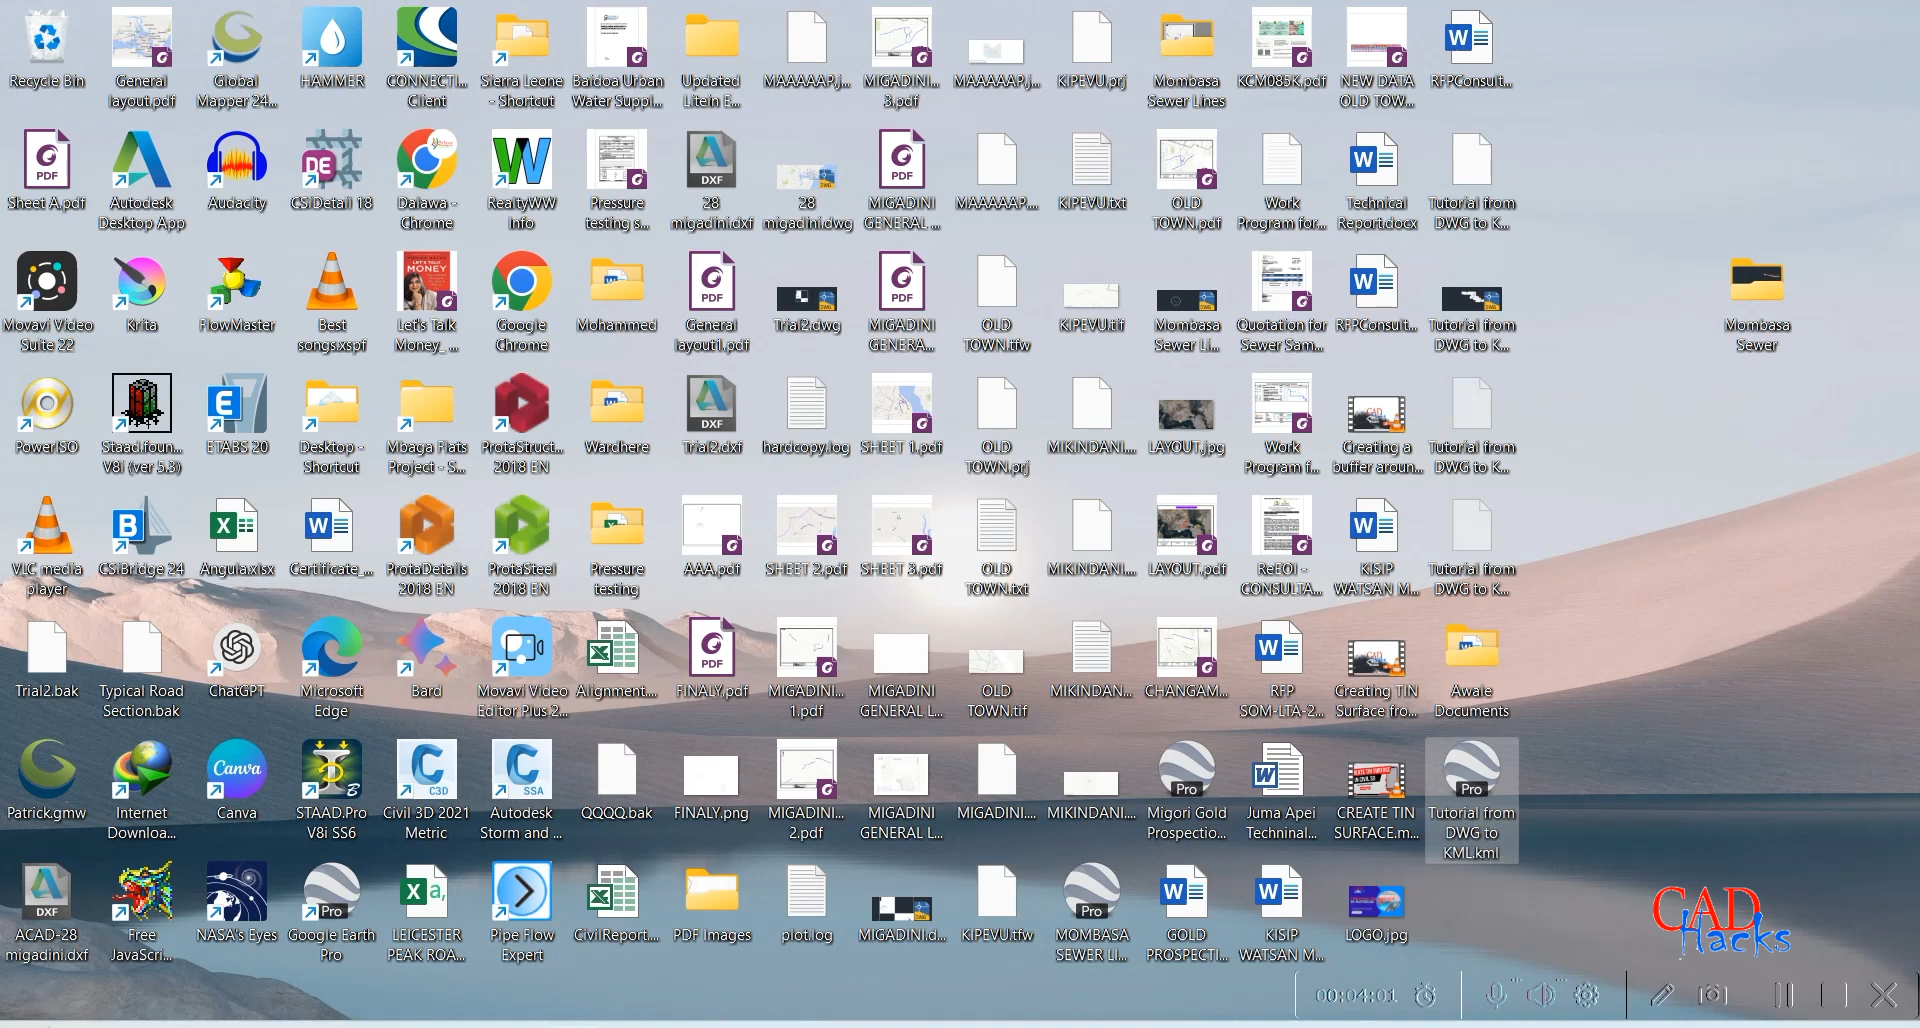 Recycle Bin
General
layout.pdf
Global
Mapper 24...
HAMMER
CONNECTI...
Client
Sierra Leone
- Shortcut
Baidoa Urban
Water Suppl...
Updated
Litein E...
MAAAAAP.j...
MIGADINI...
3.pdf
MAAAAAP.j...
KIPEVU.prj
Mombasa
Sewer Lines
KCM085K.pdf
NEW DATA
OLD TOW...
RFPConsult...
Sheet A.pdf
Autodesk
Desktop App
Audacity
CSiDetail 18
Dalawa -
Chrome
RealtyWW
Info
Pressure
testing s...
28
migadini.dxf
28
migadini.dwg
MIGADINI
GENERAL ...
MAAAAAP....
KIPEVU.txt
OLD
TOWN.pdf
Work
Program for...
Technical
Report.docx
Tutorial from
DWG to K...
Movavi Video
Suite 22
Krita
FlowMaster
Best
songs.xspf
Let's Talk
Money_ ...
Google
Chrome
Mohammed
General
layout1.pdf
Trial2.dwg
MIGADINI
GENERA...
OLD
TOWN.tfw
KIPEVU.tif
Mombasa
Sewer Li...
Quotation for
Sewer Sam...
RFPConsult...
Tutorial from
DWG to K...
Mombasa
Sewer
PowerISO
Staad.foun...
V8i (ver 5.3)
ETABS 20
Desktop -
Shortcut
Mbaga Flats
Project - S...
ProtaStruct...
2018 EN
Wardhere
Trial2.dxf
hardcopy.log
SHEET 1.pdf
OLD
TOWN.prj
MIKINDANI....
LAYOUT.jpg
Work
Program f...
Creating a
buffer aroun...
Tutorial from
DWG to K...
VLC media
player
CSiBridge 24
Angula.xlsx
Certificate_...
ProtaDetails
2018 EN
ProtaSteel
2018 EN
Pressure
testing
AAA.pdf
SHEET 2.pdf
SHEET 3.pdf
OLD
TOWN.txt
MIKINDANI....
LAYOUT.pdf
ReEOI -
CONSULTA...
KISIP
WATSAN M...
Tutorial from
DWG to K...
Trial2.bak
Typical Road
Section.bak
ChatGPT
Microsoft
Edge
Bard
Movavi Video
Editor Plus 2...
Alignment....
FINALY.pdf
MIGADINI...
1.pdf
MIGADINI
GENERAL L...
OLD
TOWN.tif
MIKINDAN...
CHANGAM...
RFP
SOM-LTA-2...
Creating TIN
Surface fro...
Awale
Documents
Patrick.gmw
Internet
Downloa...
Canva
STAAD.Pro
V8i SS6
Civil 3D 2021
Metric
Autodesk
Storm and ...
QQQQ.bak
FINALY.png
MIGADINI...
2.pdf
MIGADINI
GENERAL L...
MIGADINI....
MIKINDANI....
Migori Gold
Prospectio...
Juma Apei
Techninal...
CREATE TIN
SURFACE.m...
Tutorial from
DWG to
KML.kml
ACAD-28
migadini.dxf
Free
JavaScri...
NASA's Eyes
Google Earth
Pro
LEICESTER
PEAK ROA...
Pipe Flow
Expert
CivilReport....
PDF Images
plot.log
MIGADINI.d...
KIPEVU.tfw
MOMBASA
SEWER LI...
GOLD
PROSPECTI...
KISIP
WATSAN M...
LOGO.jpg
CAD
Hacks
00:04:01